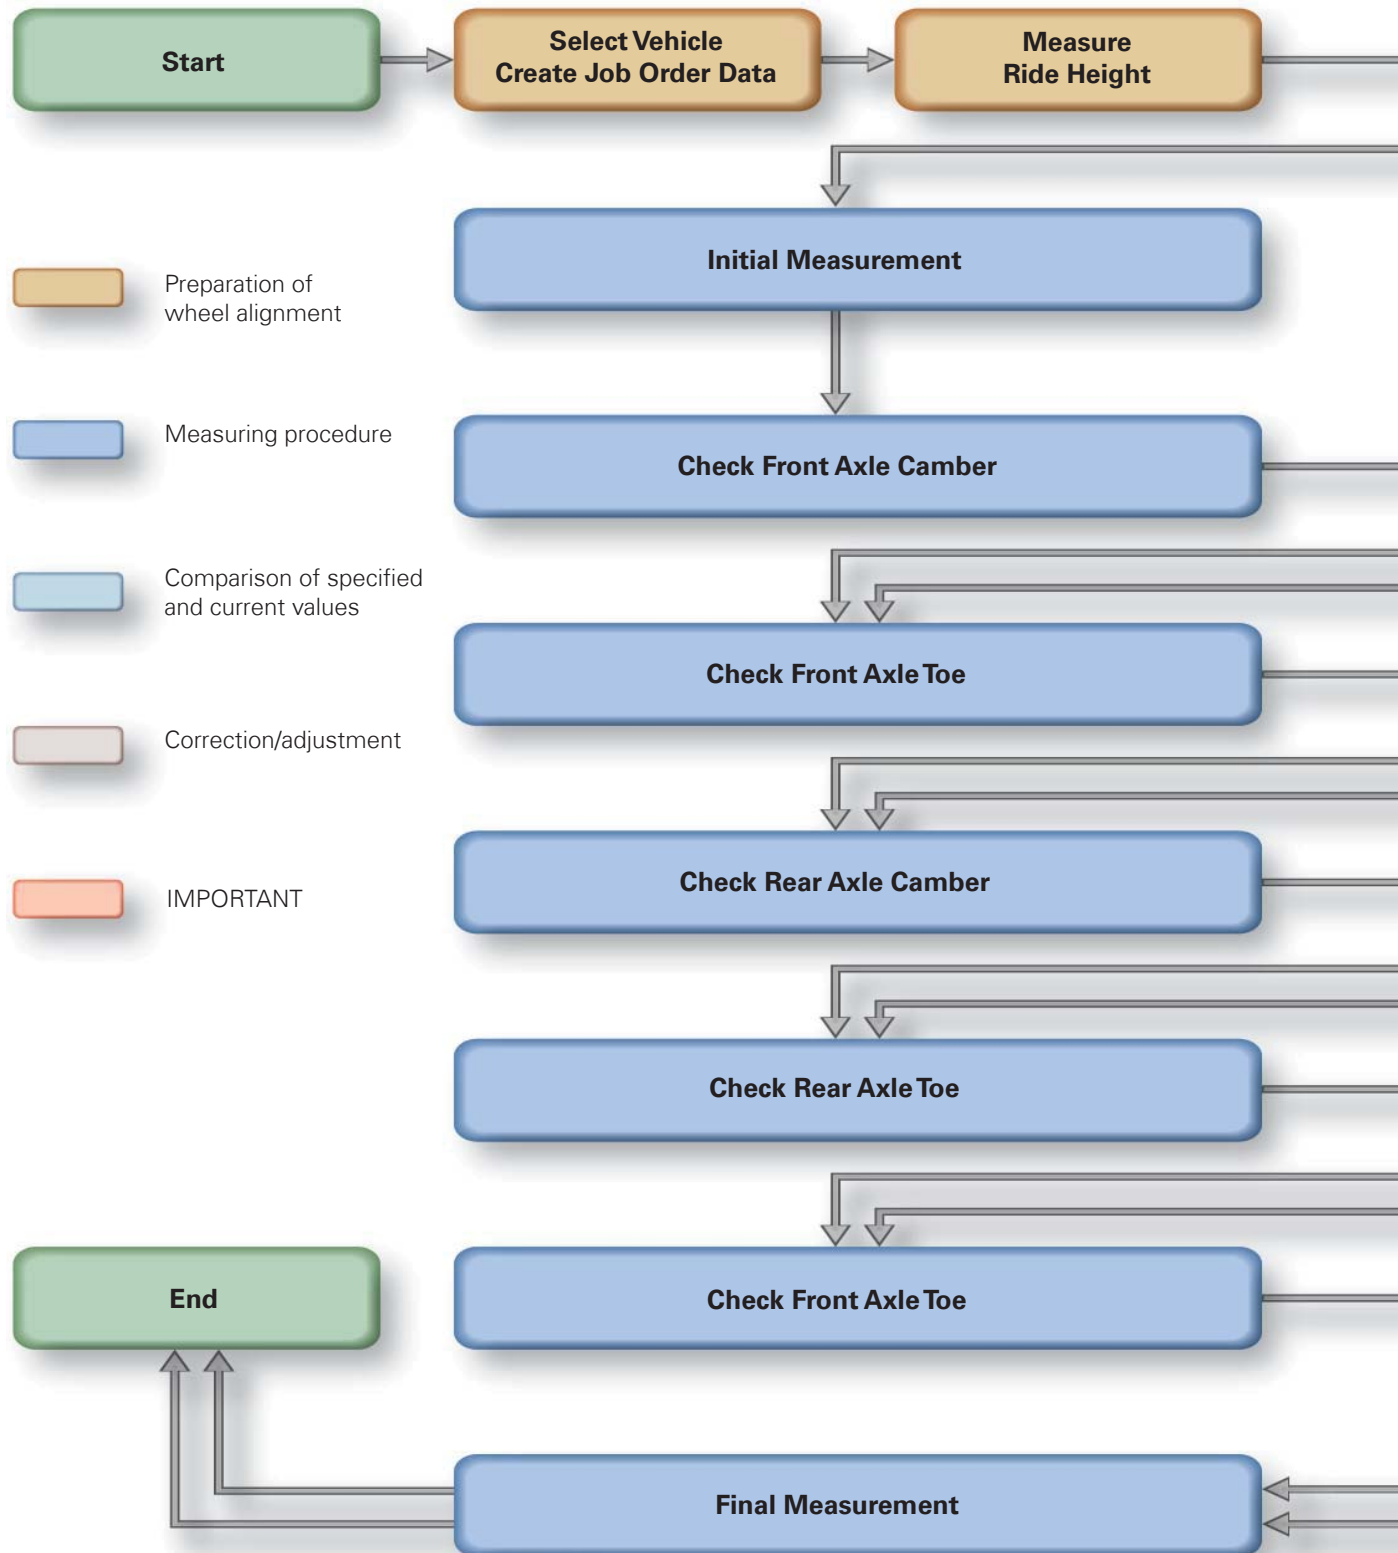 Start
Select Vehicle
Create Job Order Data
Measure
Ride Height
Initial Measurement
Preparation of
wheel alignment
Measuring procedure
Check Front Axle Camber
Comparison of specified
and current values
Check Front Axle Toe
Correction/adjustment
Check Rear Axle Camber
IMPORTANT
Check Rear Axle Toe
End
Check Front Axle Toe
Final Measurement